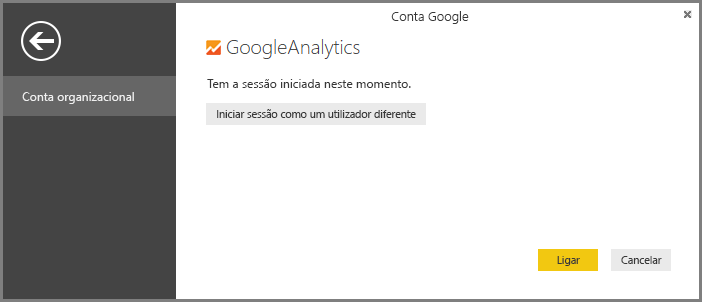 Conta Google
GoogleAnalytics
Tem a sessão iniciada neste momento.
Conta organizacional
Iniciar sessão como um utilizador diferente
Ligar
Cancelar